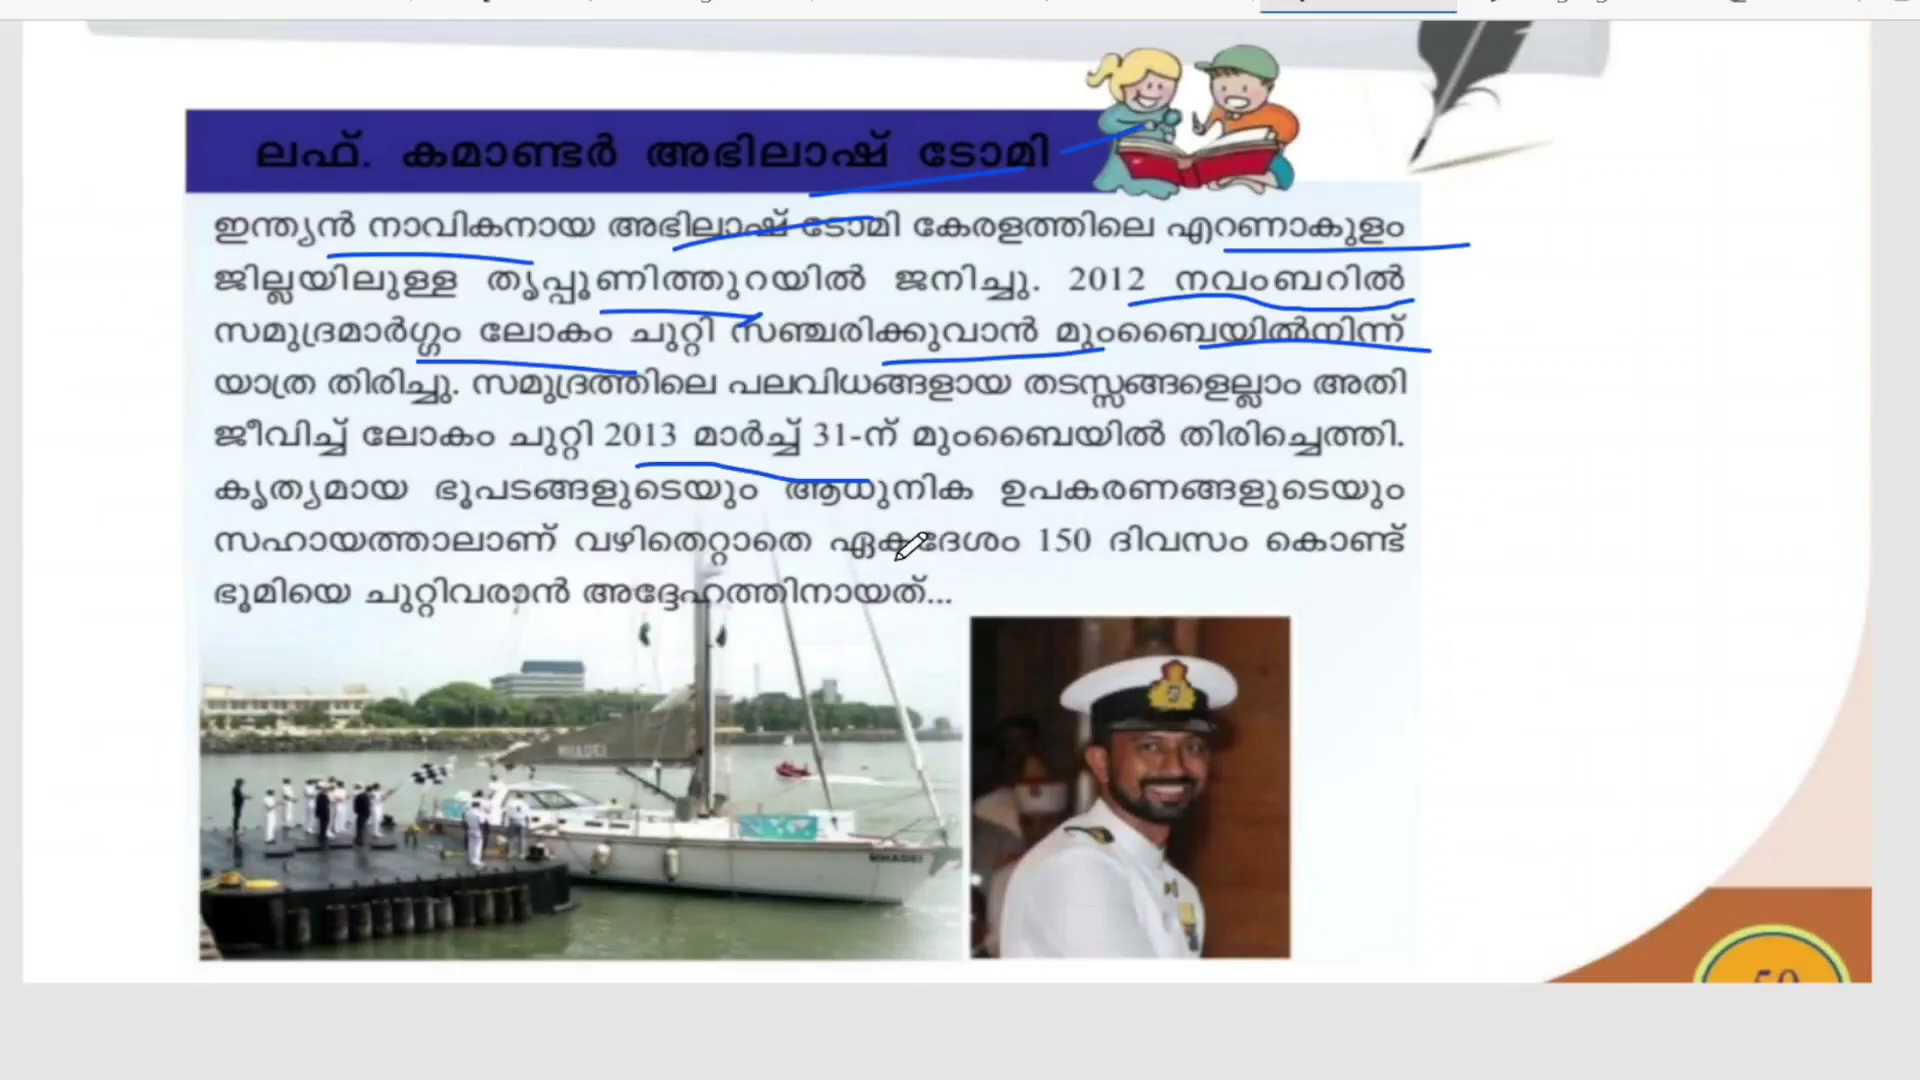 ലഫ്. കമാണ്ടർ അഭിലാഷ് ടോമി
ഇന്ത്യൻ നാവികനായ അഭിലാഷ് ടോമി കേരളത്തിലെ എറണാകുളം
ജില്ലയിലുള്ള തൃപ്പൂണിത്തുറയിൽ ജനിച്ചു. 2012 നവംബറിൽ
സമുദ്രമാർഗ്ഗം ലോകം ചുറ്റി സഞ്ചരിക്കുവാൻ മുംബൈയിൽനിന്ന്
യാത്ര തിരിച്ചു. സമുദ്രത്തിലെ പലവിധങ്ങളായ തടസ്സങ്ങളെല്ലാം അതി
ജീവിച്ച് ലോകം ചുറ്റി 2013 മാർച്ച് 31-ന് മുംബൈയിൽ തിരിച്ചെത്തി.
കൃത്യമായ ഭൂപടങ്ങളുടെയും ആധുനിക ഉപകരണങ്ങളുടെയും
സഹായത്താലാണ് വഴിതെറ്റാതെ ഏകദേശം 150 ദിവസം കൊണ്ട്
ഭൂമിയെ ചുറ്റിവരാൻ അദ്ദേഹത്തിനായത്...
MHADEI
MHADEI